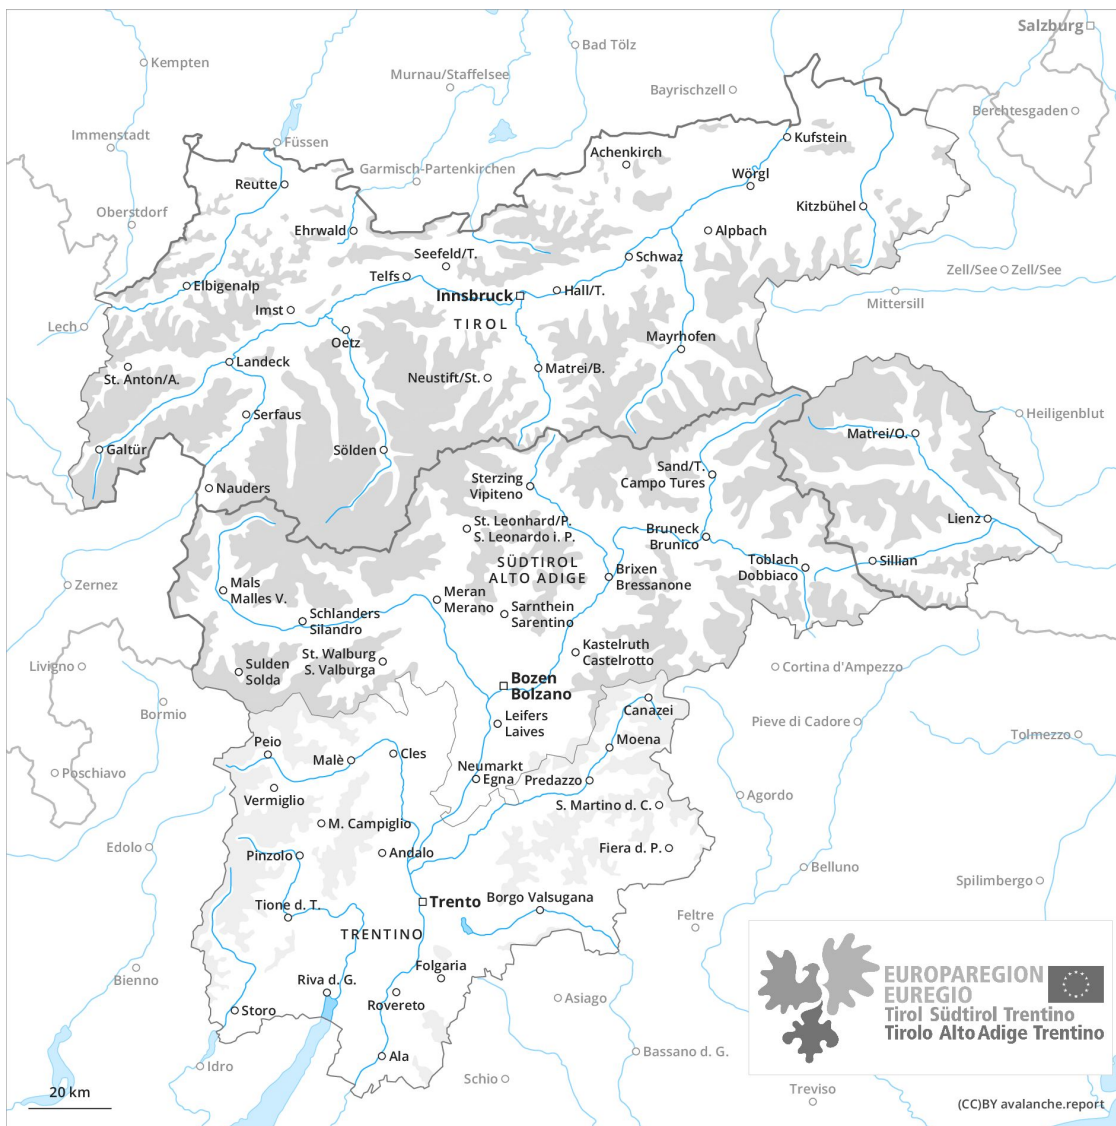 Salzburg
Bad Tölz
Kempten
Murnau/Staffelsee
Bayrischzell
Berchtesgaden
Immenstadt
Füssen
Kufstein
Achenkirch
Garmisch-Partenkirchen
Wörgl
Reutte
Oberstdorf
Kitzbühel
Ehrwald
Alpbach
Seefeld/T.
Schwaz
Telfs
Zell/See
Zell/See
Elbigenalp
Hall/T.
Innsbruck
Mittersill
Imst
TIROL
Lech
Oetz
Mayrhofen
Landeck
Matrei/B.
St. Anton/A.
Neustift/St.
Serfaus
Heiligenblut
Matrei/O.
Galtür
Sölden
Sand/T.
Campo Tures
Sterzing
Vipiteno
Nauders
Lienz
St. Leonhard/P.
S. Leonardo i. P.
Bruneck
Brunico
SÜDTIROL
ALTO ADIGE
Toblach
Dobbiaco
Sillian
Brixen
Bressanone
Zernez
Mals
Malles V.
Meran
Merano
Sarnthein
Sarentino
Schlanders
Silandro
Kastelruth
Castelrotto
St. Walburg
S. Valburga
Livigno
Sulden
Solda
Cortina d'Ampezzo
Bozen
Bolzano
Bormio
Canazei
Leifers
Laives
Pieve di Cadore
Tolmezzo
Peio
Moena
Malè
Cles
Poschiavo
Neumarkt
Egna
Predazzo
Vermiglio
Agordo
S. Martino d. C.
M. Campiglio
Edolo
Fiera d. P.
Pinzolo
Andalo
Belluno
Spilimbergo
Trento
Borgo Valsugana
Tione d. T.
Feltre
TRENTINO
Folgaria
Bienno
Riva d. G.
EUROPAREGION
EUREGIO
Tirol Südtirol Trentino
Tirolo Alto Adige Trentino
Asiago
Rovereto
Storo
Ala
Bassano d. G.
Idro
Schio
Treviso
20 km
(CC)BY avalanche.report